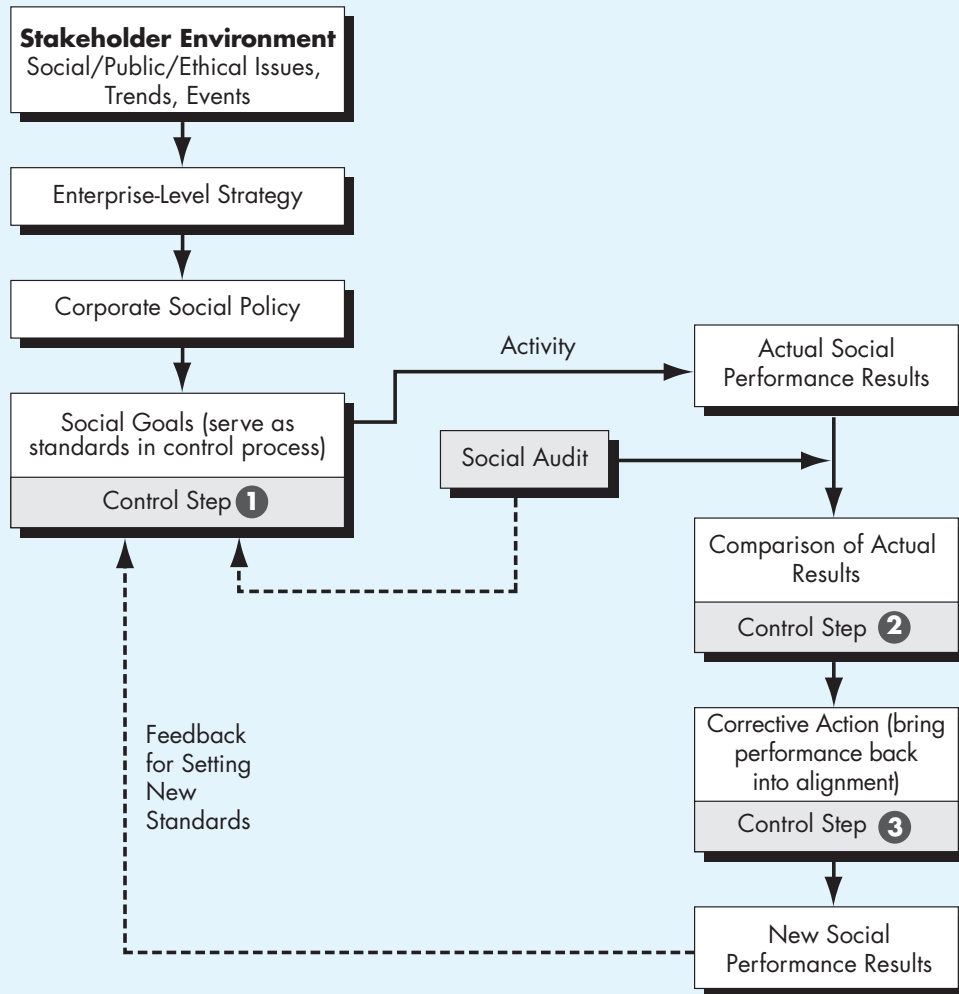 Stakeholder Environment
Social/Public/Ethical Issues,
Trends, Events
Enterprise-Level Strategy
Corporate Social Policy
Social Goals (serve as
standards in control process)
Control Step 1
Activity
Actual Social
Performance Results
Social Audit
Comparison of Actual
Results
Control Step 2
Corrective Action (bring
performance back
into alignment)
Control Step 3
New Social
Performance Results
Feedback
for Setting
New
Standards